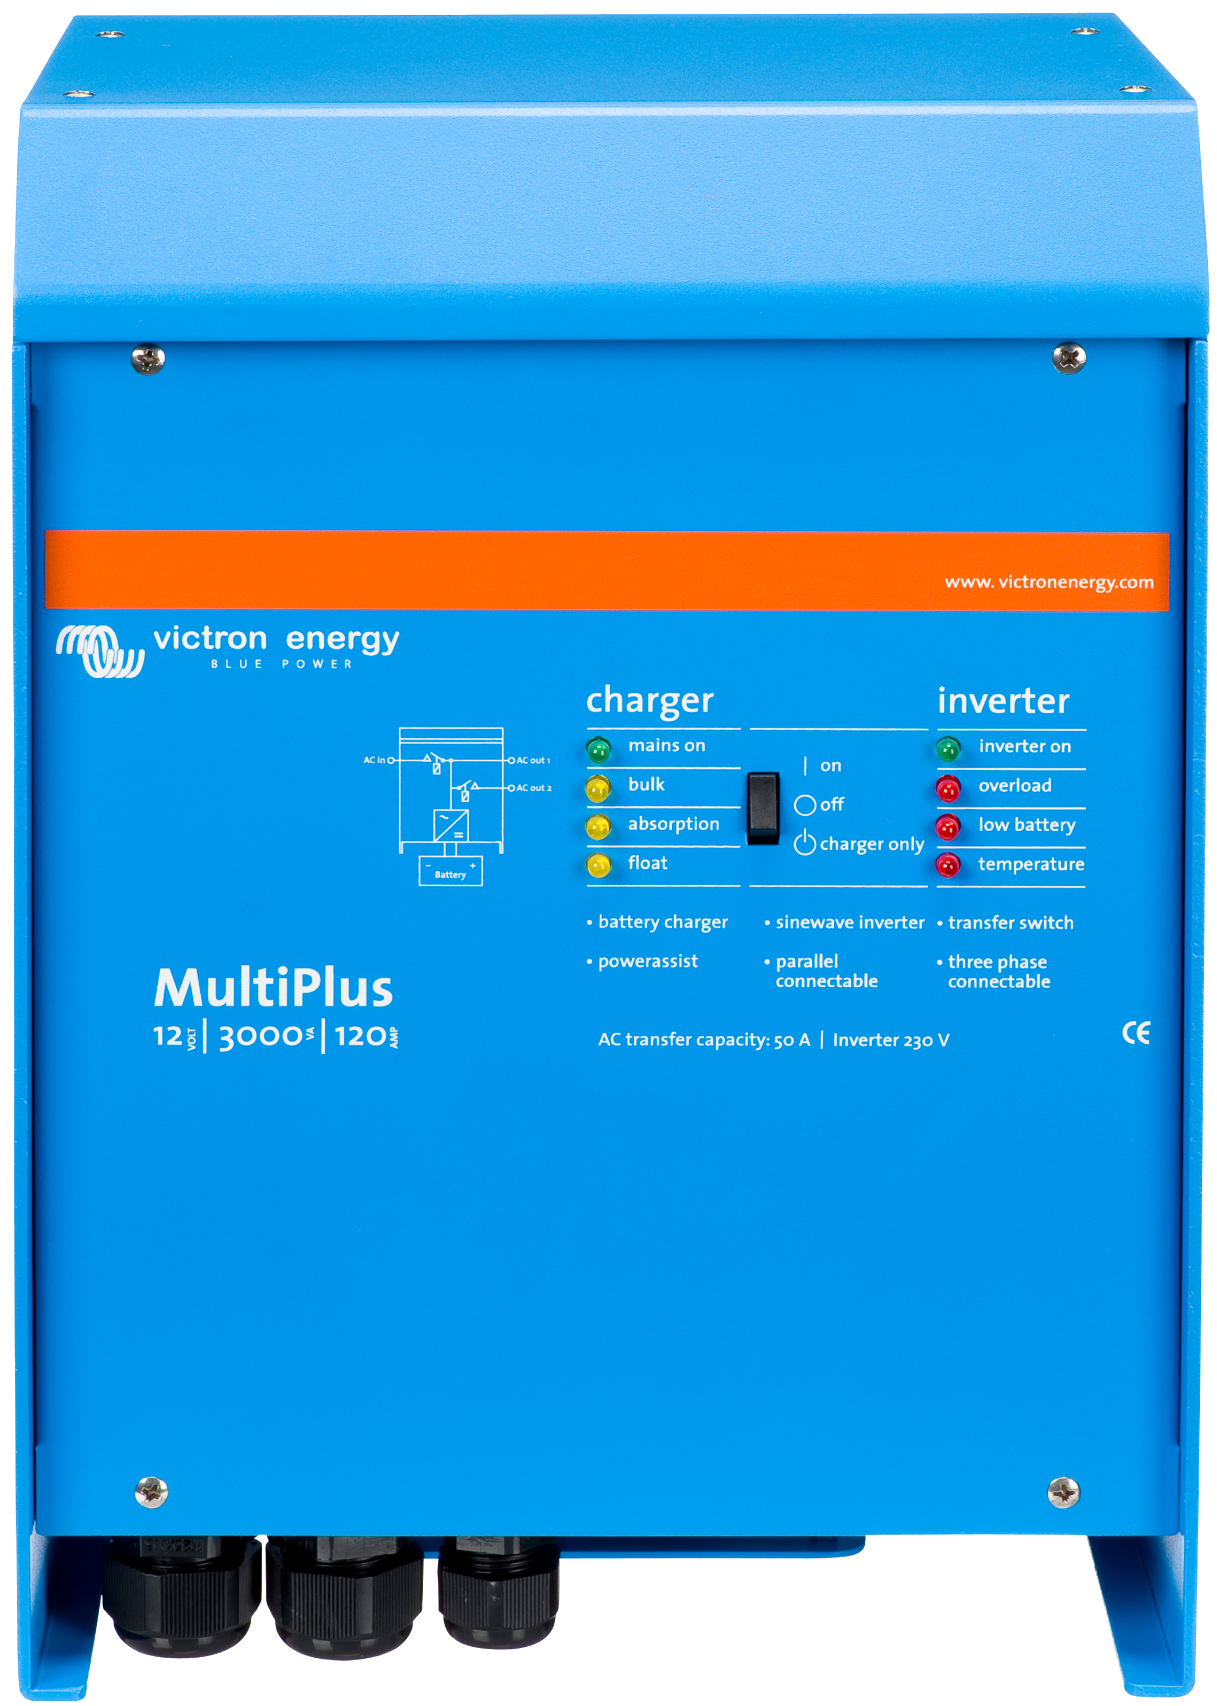 www. victronenergy.com
victron energy
BLUE POWER
charger
inverter
mains on
bulk
absorption
float
on
off
charger only
inverter on
overload
low battery
temperature
AC in
AC out 1
AC out 2
- +
Battery
• battery charger
• sinewave inverter
• transfer switch
• powerassist
• parallel
connectable
• three phase
connectable
MultiPlus
12 VOLT | 3000 VA | 120 AMP
AC transfer capacity: 50 A | Inverter 230 V
CE